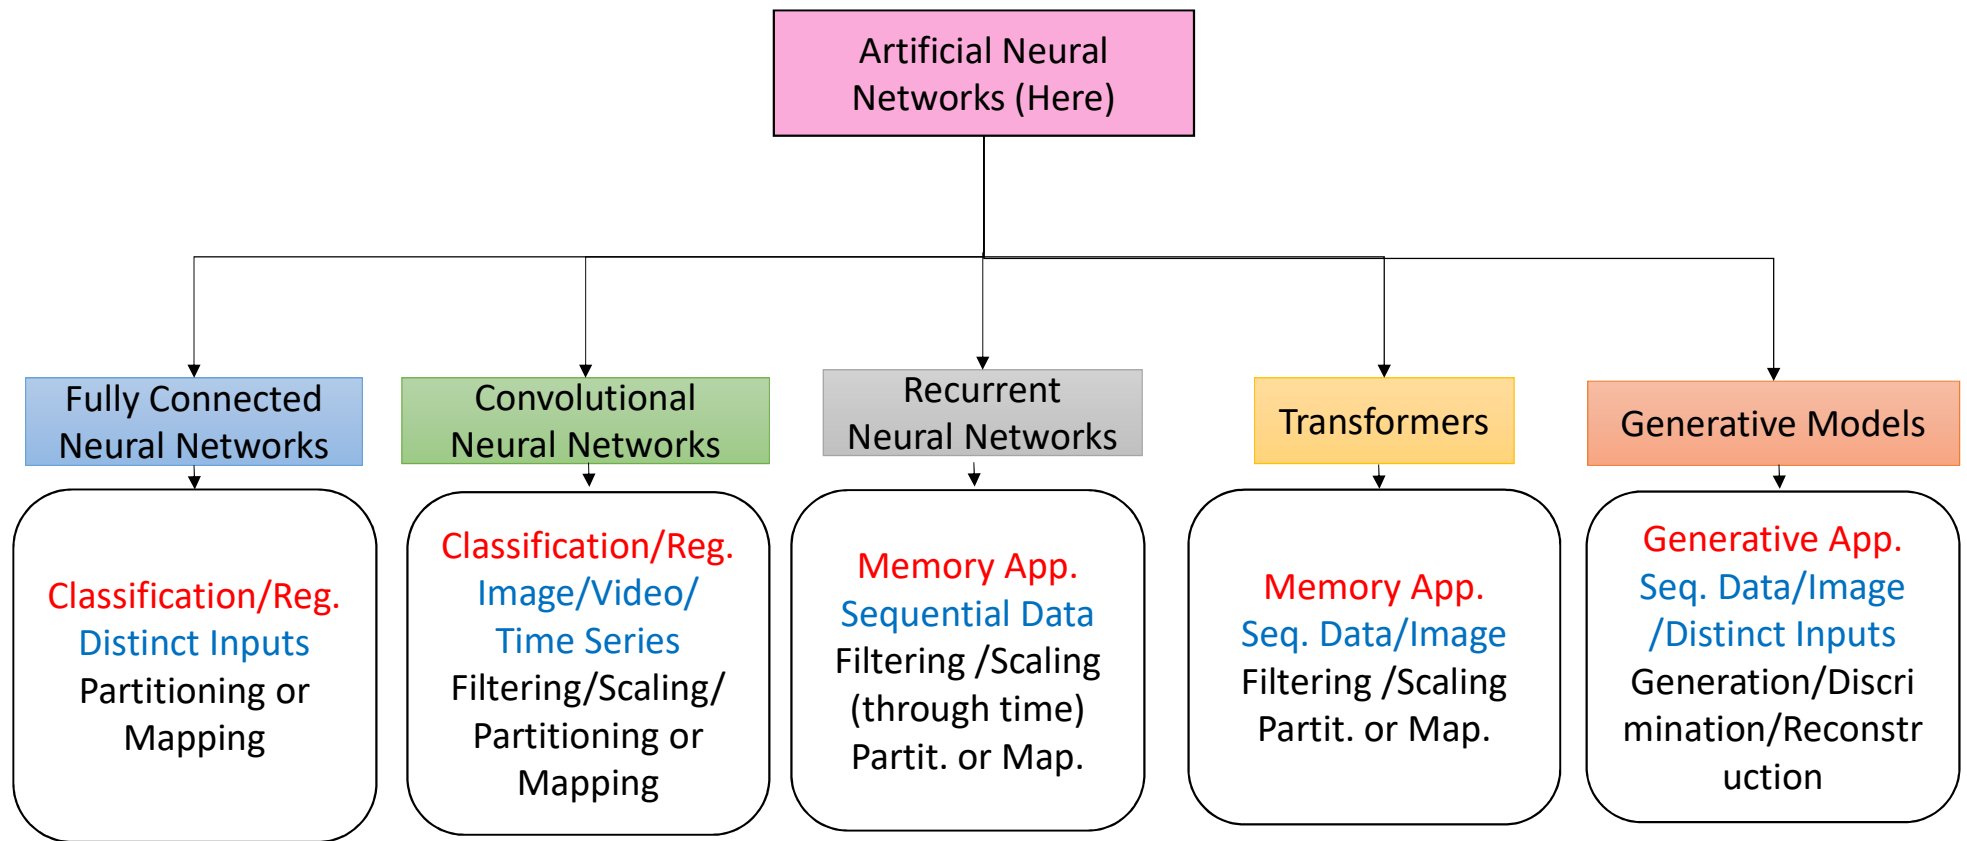 Artificial Neural
Networks (Here)
Fully Connected
Neural Networks
Convolutional
Neural Networks
Recurrent
Neural Networks
Transformers
Generative Models
Classification/Reg.
Distinct Inputs
Partitioning or
Mapping
Classification/Reg.
Image/Video/
Time Series
Filtering/Scaling/
Partitioning or
Mapping
Memory App.
Sequential Data
Filtering /Scaling
(through time)
Partit. or Map.
Memory App.
Seq. Data/Image
Filtering /Scaling
Partit. or Map.
Generative App.
Seq. Data/Image
/Distinct Inputs
Generation/Discri
mination/Reconstr
uction